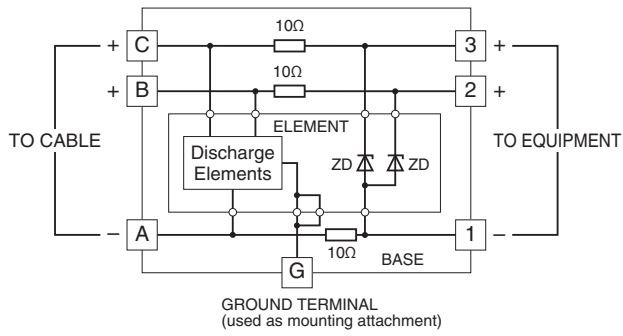 10Ω
+ C 3 +
10Ω
+ B 2 +
ELEMENT
TO CABLE
Discharge
Elements
ZD ZD
TO EQUIPMENT
− A 1 −
10Ω
BASE
G
GROUND TERMINAL
(used as mounting attachment)